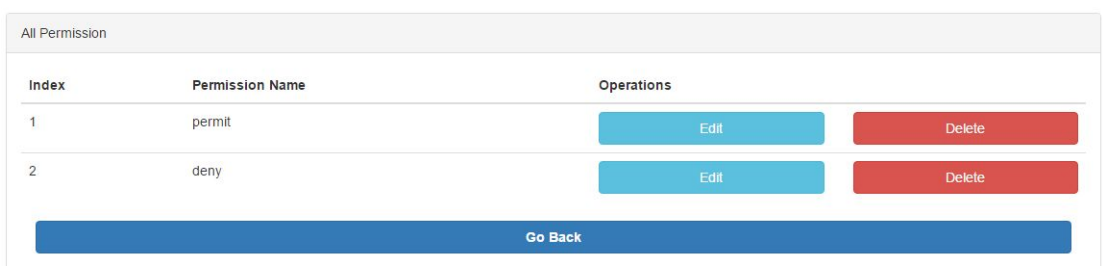 All Permission
Index Permission Name Operations
1 permit Edit Delete
2 deny Edit Delete
Go Back